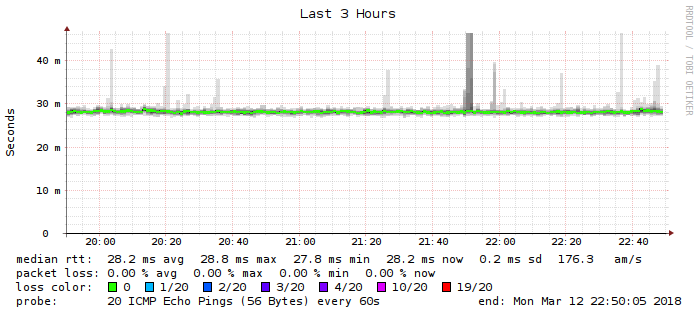 Last 3 Hours
RRDTOOL / TOBI OETIKER
Seconds
40 m
30 m
20 m
10 m
0
20:00 20:20 20:40 21:00 21:20 21:40 22:00 22:20 22:40
median rtt: 28.2 ms avg 28.8 ms max 27.8 ms min 28.2 ms now 0.2 ms sd 176.3 am/s
packet loss: 0.00 % avg 0.00 % max 0.00 % min 0.00 % now
loss color: 0 1/20 2/20 3/20 4/20 10/20 19/20
probe: 20 ICMP Echo Pings (56 Bytes) every 60s end: Mon Mar 12 22:50:05 2018